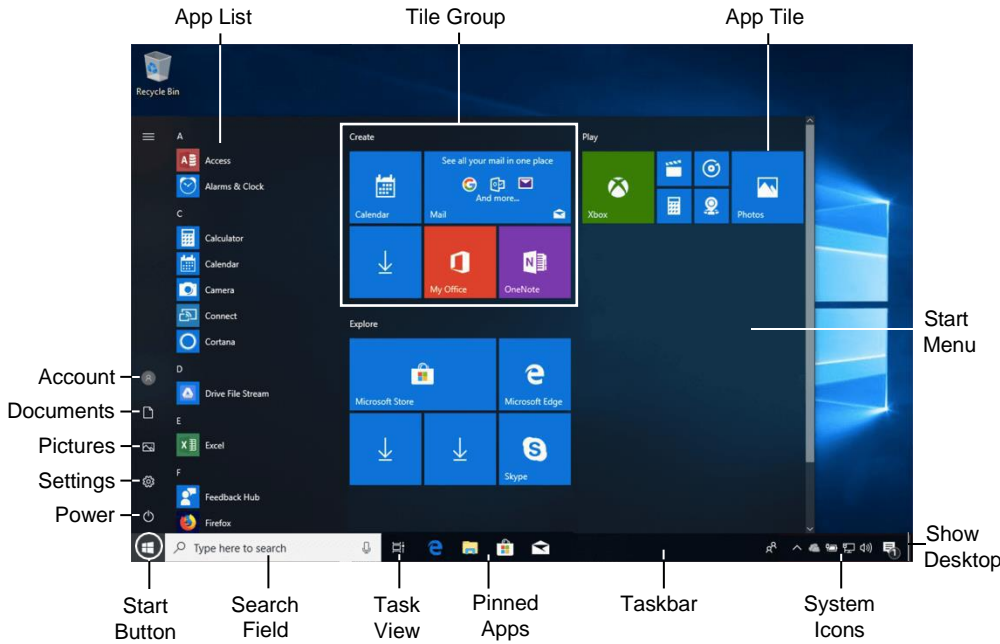 App List
Tile Group
App Tile
Recycle Bin
A
Access
Alarms & Clock
C
Calculator
Calendar
Camera
Connect
Cortana
D
Drive File Stream
E
Excel
F
Feedback Hub
Firefox
Create
Calendar
See all your mail in one place
And more...
Mail
My Office
OneNote
Explore
Microsoft Store
Microsoft Edge
Skype
Play
Xbox
Photos
Start
Menu
Account
Documents
Pictures
Settings
Power
Type here to search
1
Show
Desktop
Start
Button
Search
Field
Task
View
Pinned
Apps
Taskbar
System
Icons